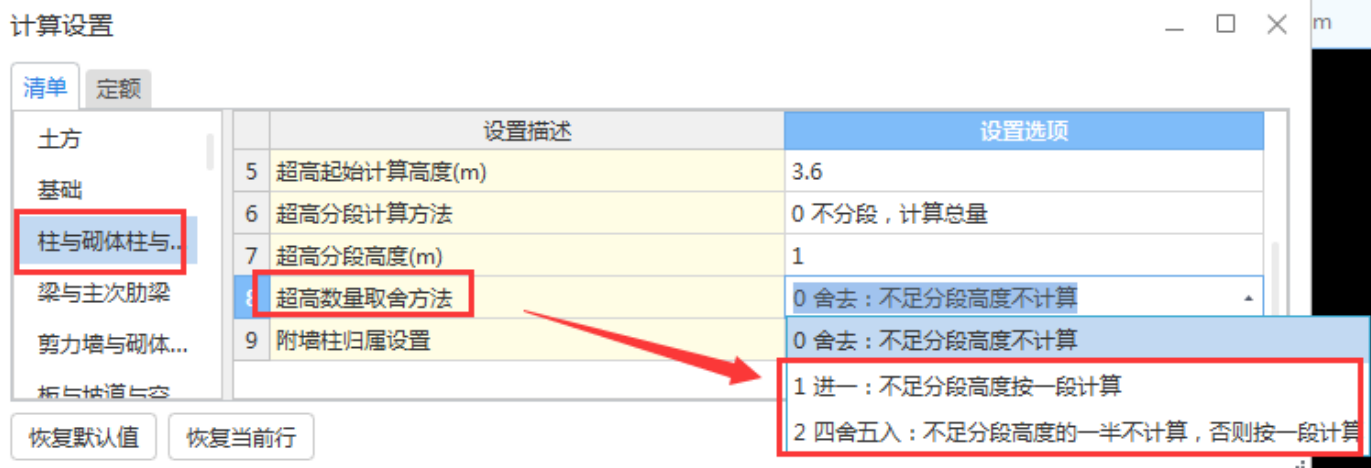 计算设置
m
清单 定额
土方
基础
柱与砌体柱与...
梁与主次肋梁
剪力墙与砌体...
板与坡道与空
设置描述 设置选项
5 超高起始计算高度(m) 3.6
6 超高分段计算方法 0 不分段，计算总量
7 超高分段高度(m) 1
8 超高数量取舍方法 0 舍去：不足分段高度不计算
9 附墙柱归属设置
0 舍去：不足分段高度不计算
1 进一：不足分段高度按一段计算
2 四舍五入：不足分段高度的一半不计算，否则按一段计算
恢复默认值 恢复当前行